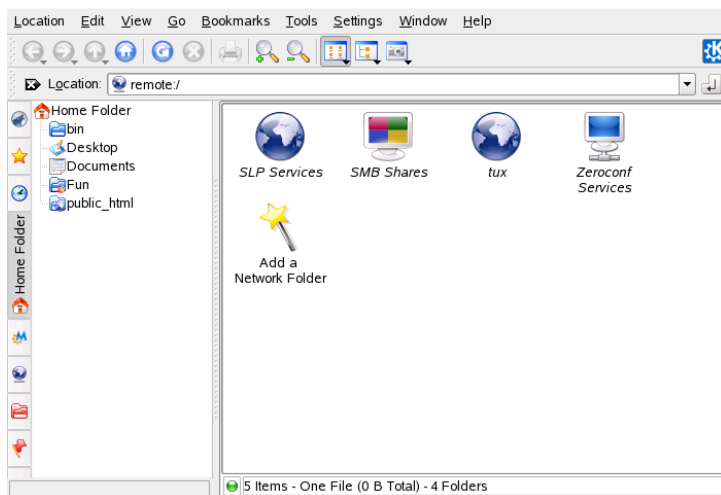 Location Edit View Go Bookmarks Tools Settings Window Help
Location: remote:/
Home Folder
bin
Desktop
Documents
Fun
public_html
Home Folder
SLP Services
SMB Shares
tux
Zeroconf
Services
Add a
Network Folder
5 Items - One File (0 B Total) - 4 Folders